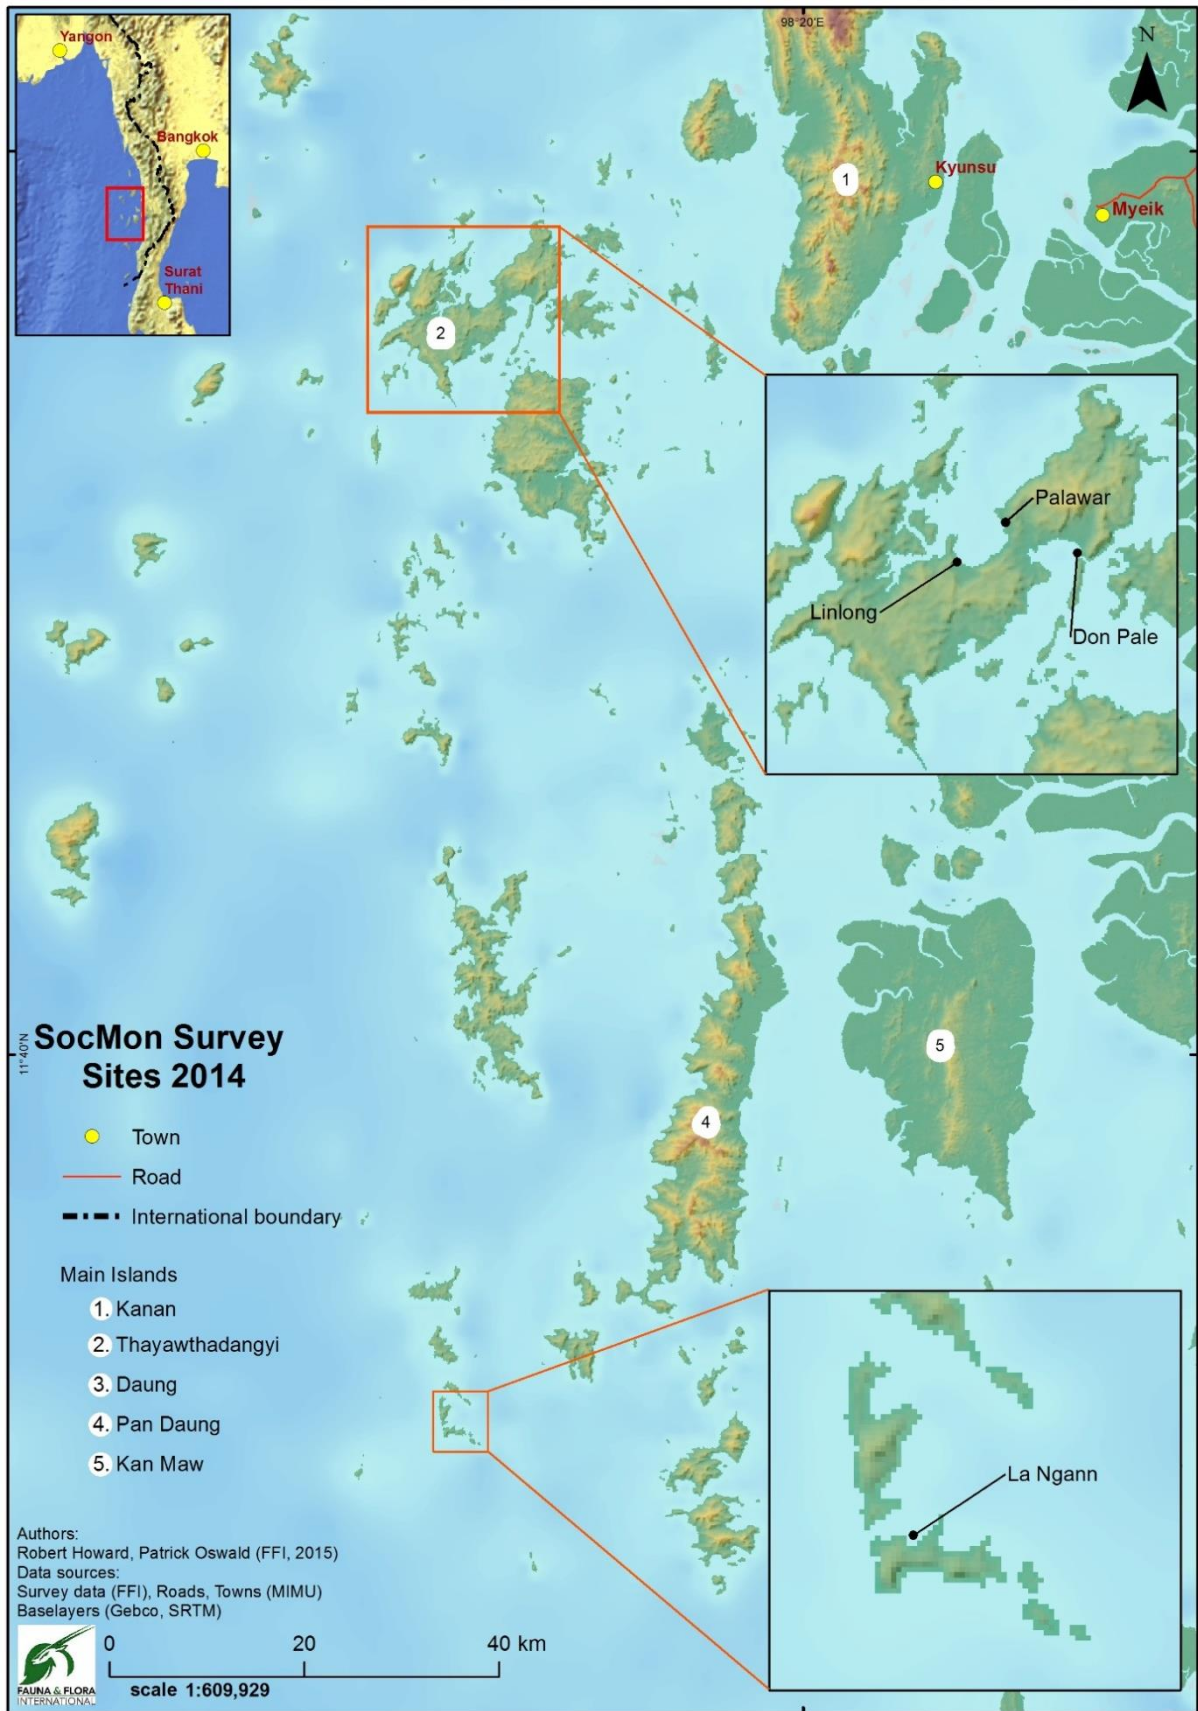 98°20'E
N
Yangon
Bangkok
Surat
Thani
1
Kyunsu
Myeik
2
Palawar
Linlong
Don Pale
11°40'N
SocMon Survey
Sites 2014
5
4
Town
Road
International boundary
Main Islands
1. Kanan
2. Thayawthadangyi
3. Daung
4. Pan Daung
5. Kan Maw
La Ngann
Authors:
Robert Howard, Patrick Oswald (FFI, 2015)
Data sources:
Survey data (FFI), Roads, Towns (MIMU)
Baselayers (Gebco, SRTM)
FAUNA & FLORA
INTERNATIONAL
0 20 40 km
scale 1:609,929